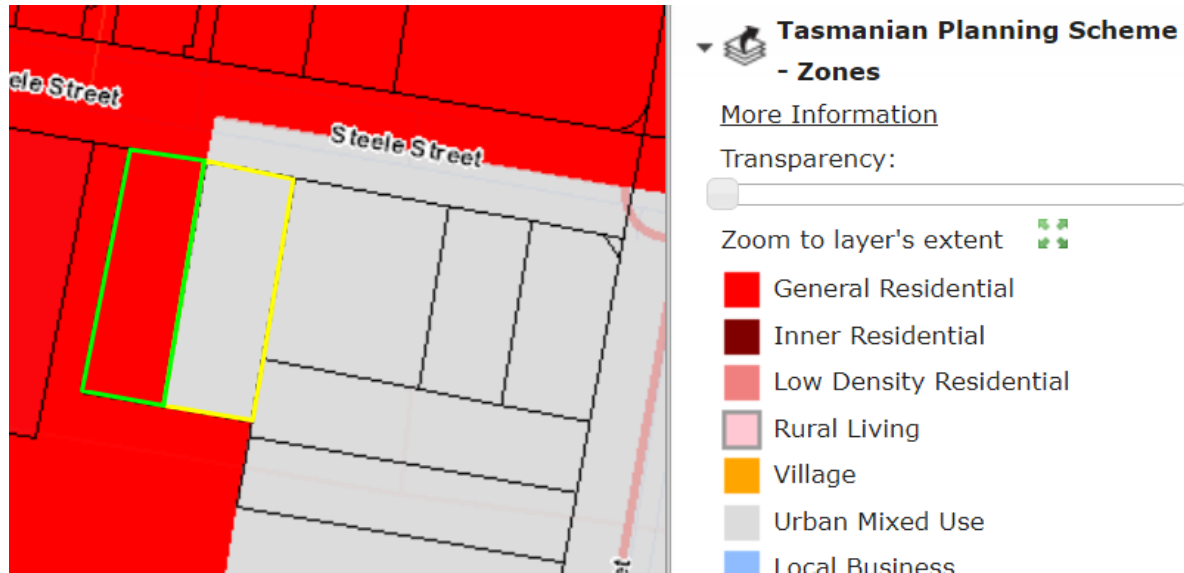 ele Street
Steele Street
et
Tasmanian Planning Scheme
- Zones
More Information
Transparency:
Zoom to layer's extent
General Residential
Inner Residential
Low Density Residential
Rural Living
Village
Urban Mixed Use
Local Business